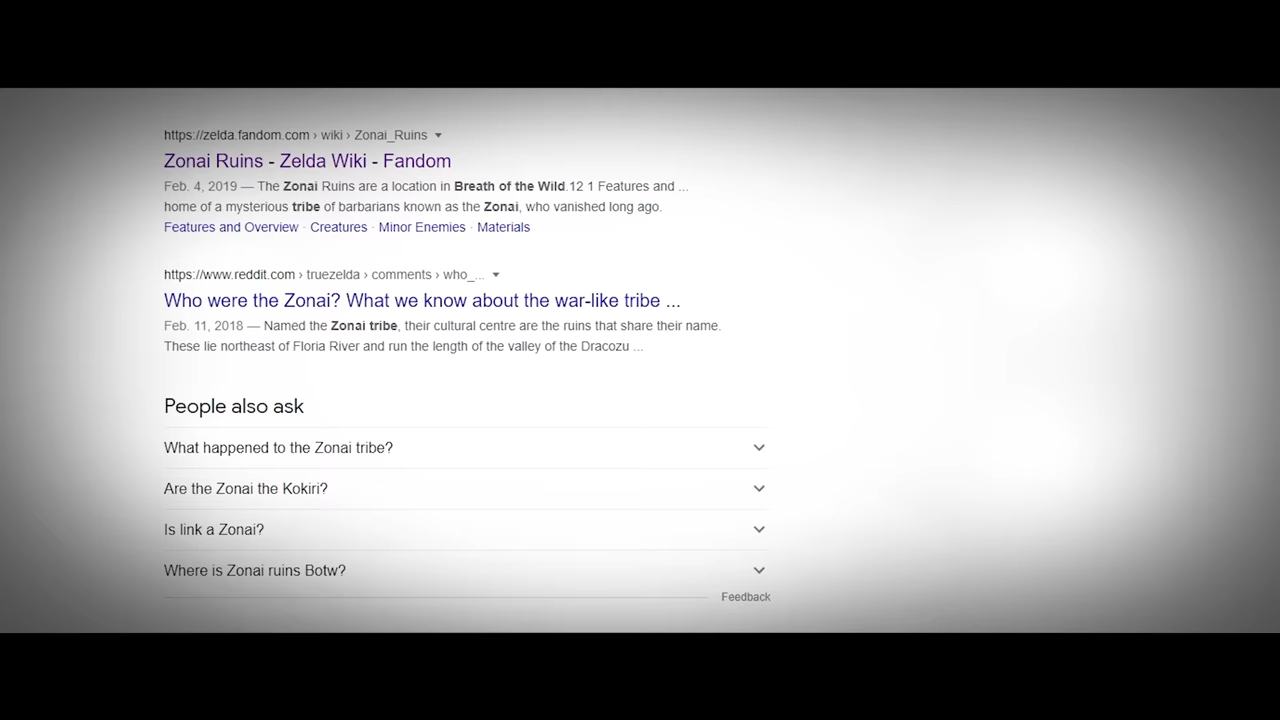 https://zelda.fandom.com › wiki › Zonai_Ruins
Zonai Ruins - Zelda Wiki - Fandom
Feb. 4, 2019 — The Zonai Ruins are a location in Breath of the Wild.12 1 Features and ...
home of a mysterious tribe of barbarians known as the Zonai, who vanished long ago.
Features and Overview · Creatures · Minor Enemies · Materials
https://www.reddit.com › truezelda › comments › who_...
Who were the Zonai? What we know about the war-like tribe ...
Feb. 11, 2018 — Named the Zonai tribe, their cultural centre are the ruins that share their name.
These lie northeast of Floria River and run the length of the valley of the Dracozu ...
People also ask
What happened to the Zonai tribe?
Are the Zonai the Kokiri?
Is link a Zonai?
Where is Zonai ruins Botw?
Feedback